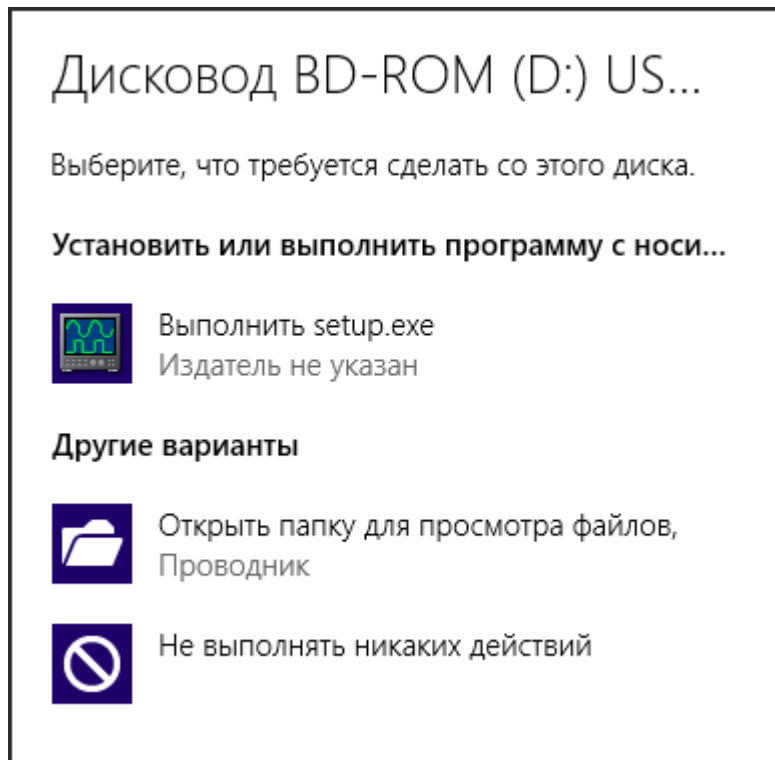 Дисковод BD-ROM (D:) US...
Выберите, что требуется сделать со этого диска.
Установить или выполнить программу с носи...
Выполнить setup.exe
Издатель не указан
Другие варианты
Открыть папку для просмотра файлов,
Проводник
Не выполнять никаких действий